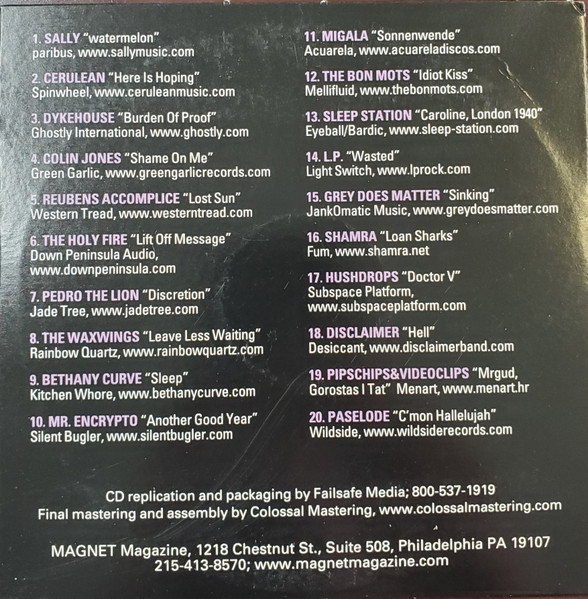 1. SALLY "watermelon"
paribus, www.sallymusic.com
2. CERULEAN "Here Is Hoping"
Spinwheel, www.ceruleanmusic.com
3. DYKEHOUSE "Burden Of Proof"
Ghostly International, www.ghostly.com
4. COLIN JONES "Shame On Me"
Green Garlic, www.greengarlicrecords.com
5. REUBENS ACCOMPLICE "Lost Sun"
Western Tread, www.westerntread.com
6. THE HOLY FIRE "Lift Off Message"
Down Peninsula Audio,
www.downpeninsula.com
7. PEDRO THE LION "Discretion"
Jade Tree, www.jadetree.com
8. THE WAXWINGS "Leave Less Waiting"
Rainbow Quartz, www.rainbowquartz.com
9. BETHANY CURVE "Sleep"
Kitchen Whore, www.bethanycurve.com
10. MR. ENCRYPTO "Another Good Year"
Silent Bugler, www.silentbugler.com
11. MIGALA "Sonnenwende"
Acuarela, www.acuareladiscos.com
12. THE BON MOTS "Idiot Kiss"
Mellifluid, www.thebonmots.com
13. SLEEP STATION "Caroline, London 1940"
Eyeball/Bardic, www.sleep-station.com
14. L.P. "Wasted"
Light Switch, www.lprock.com
15. GREY DOES MATTER "Sinking"
JankOmatic Music, www.greydoesmatter.com
16. SHAMRA "Loan Sharks"
Fum, www.shamra.net
17. HUSHDROPS "Doctor V"
Subspace Platform,
www.subspaceplatform.com
18. DISCLAIMER "Hell"
Desiccant, www.disclaimerband.com
19. PIPSCHIPS&VIDEOCLIPS "Mrgud,
Gorostas I Tat" Menart, www.menart.hr
20. PASELODE "C'mon Hallelujah"
Wildside, www.wildsiderecords.com
CD replication and packaging by Failsafe Media; 800-537-1919
Final mastering and assembly by Colossal Mastering, www.colossalmastering.com
MAGNET Magazine, 1218 Chestnut St., Suite 508, Philadelphia PA 19107
215-413-8570; www.magnetmagazine.com